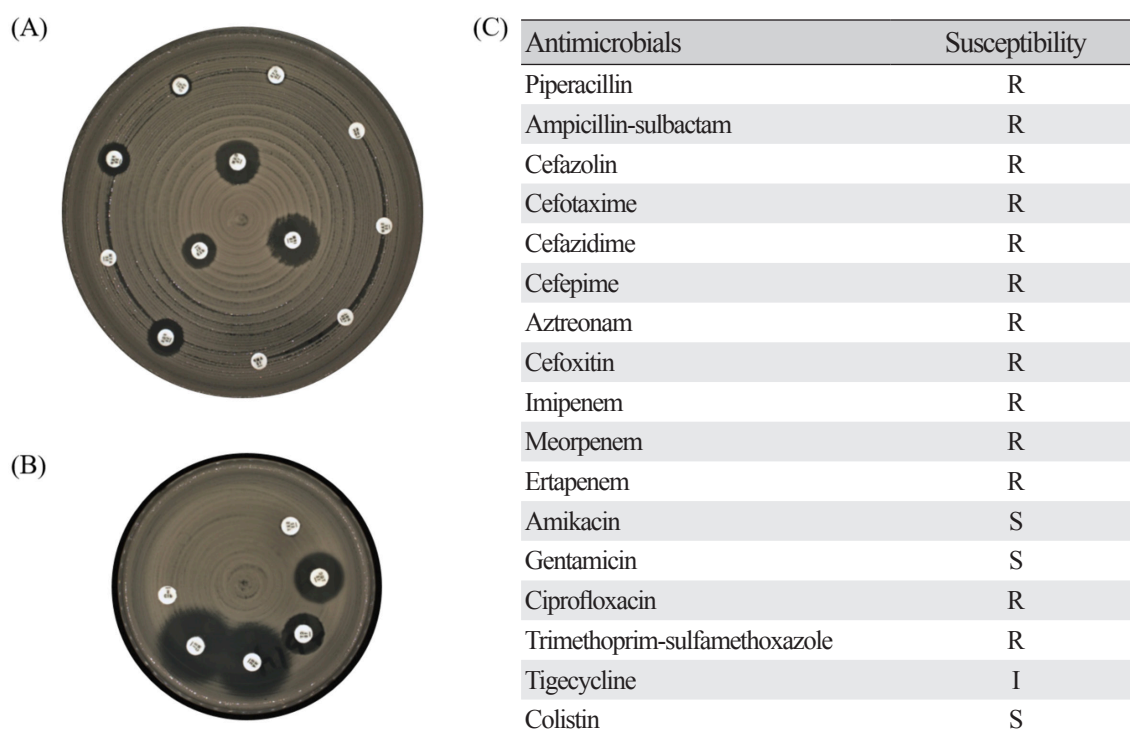 (A)
(B)
(C)
Antimicrobials Susceptibility
Piperacillin R
Ampicillin-sulbactam R
Cefazolin R
Cefotaxime R
Cefazidime R
Cefepime R
Aztreonam R
Cefoxitin R
Imipenem R
Meorpenem R
Ertapenem R
Amikacin S
Gentamicin S
Ciprofloxacin R
Trimethoprim-sulfamethoxazole R
Tigecycline I
Colistin S